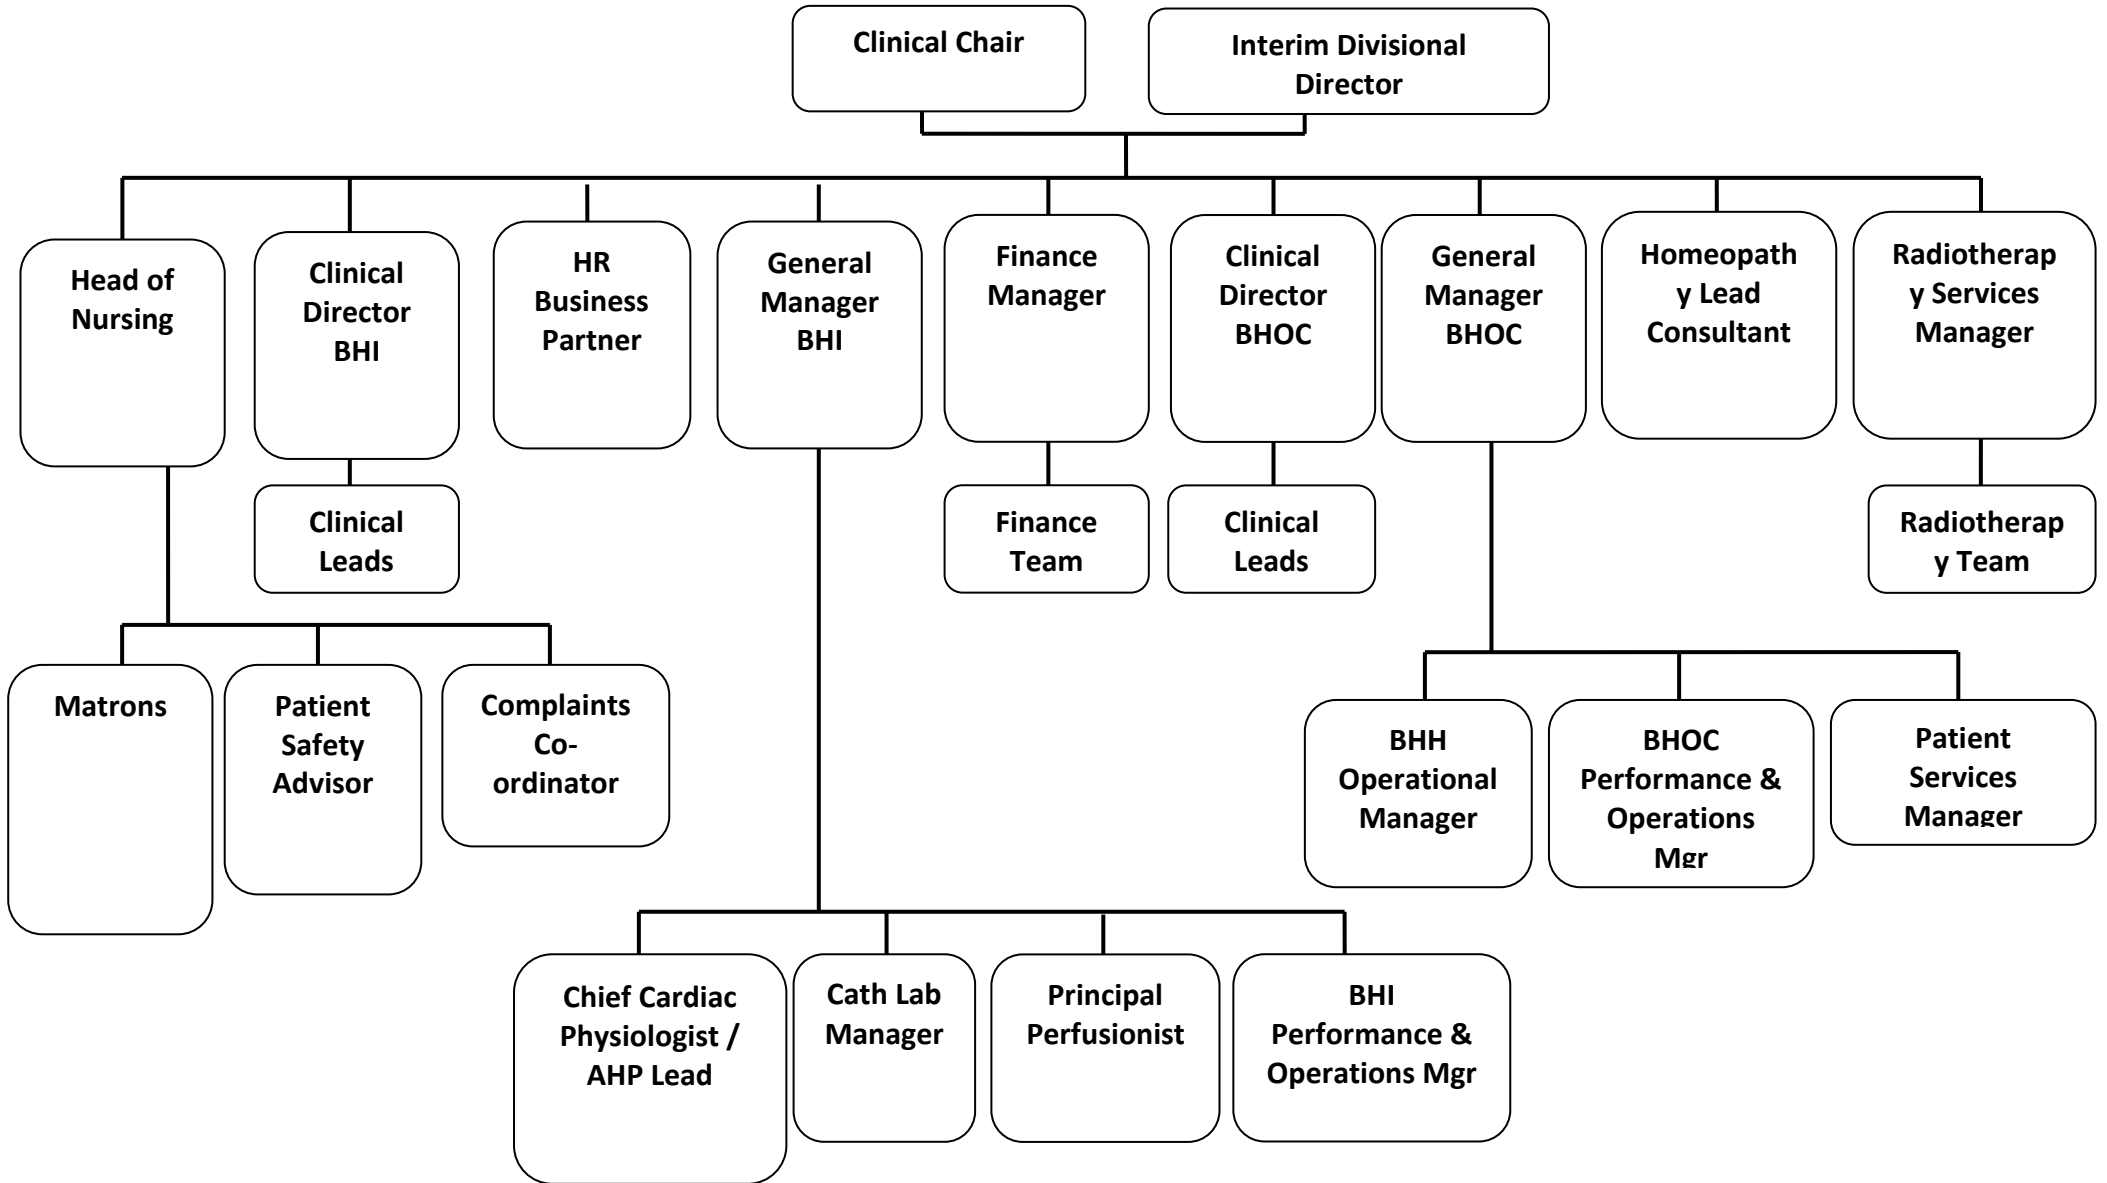 Clinical Chair
Interim Divisional
Director
Head of
Nursing
Clinical
Director
BHI
HR
Business
Partner
General
Manager
BHI
Finance
Manager
Clinical
Director
BHOC
General
Manager
BHOC
Homeopath
y Lead
Consultant
Radiotherap
y Services
Manager
Clinical
Leads
Finance
Team
Clinical
Leads
Radiotherap
y Team
Matrons
Patient
Safety
Advisor
Complaints
Co-
ordinator
BHH
Operational
Manager
BHOC
Performance &
Operations
Mgr
Patient
Services
Manager
Chief Cardiac
Physiologist /
AHP Lead
Cath Lab
Manager
Principal
Perfusionist
BHI
Performance &
Operations Mgr